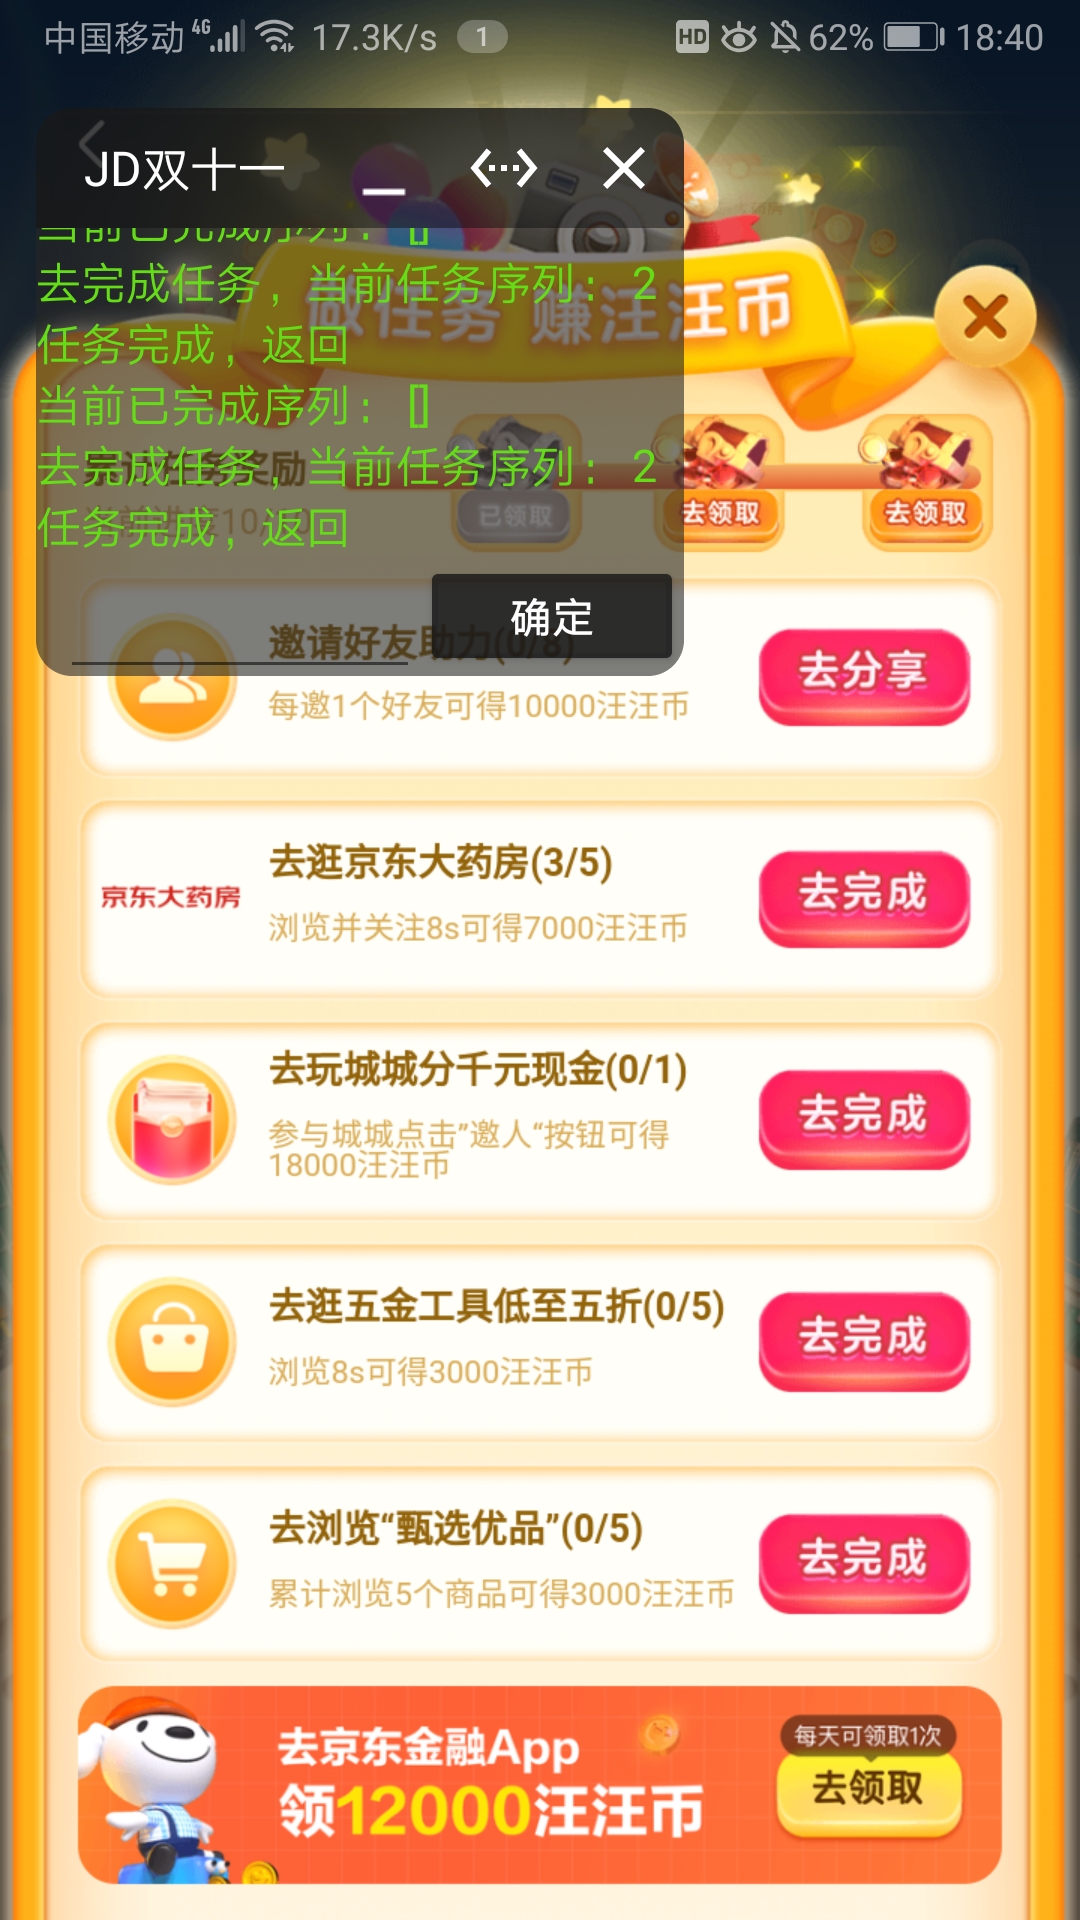 中国移动 4G 17.3K/s 1 HD 62% 18:40
JD双十一
当前已完成序列：[]
去完成任务，当前任务序列：2
任务完成，返回
当前已完成序列：[]
去完成任务，当前任务序列：2
任务完成，返回
确定
做任务 赚汪汪币
累计任务奖励
已领取
去领取
去领取
邀请好友助力(0/8)
每邀1个好友可得10000汪汪币
去分享
京东大药房
去逛京东大药房(3/5)
浏览并关注8s可得7000汪汪币
去完成
去玩城城分千元现金(0/1)
参与城城点击”邀人“按钮可得
18000汪汪币
去完成
去逛五金工具低至五折(0/5)
浏览8s可得3000汪汪币
去完成
去浏览“甄选优品”(0/5)
累计浏览5个商品可得3000汪汪币
去完成
去京东金融App
领12000汪汪币
每天可领取1次
去领取